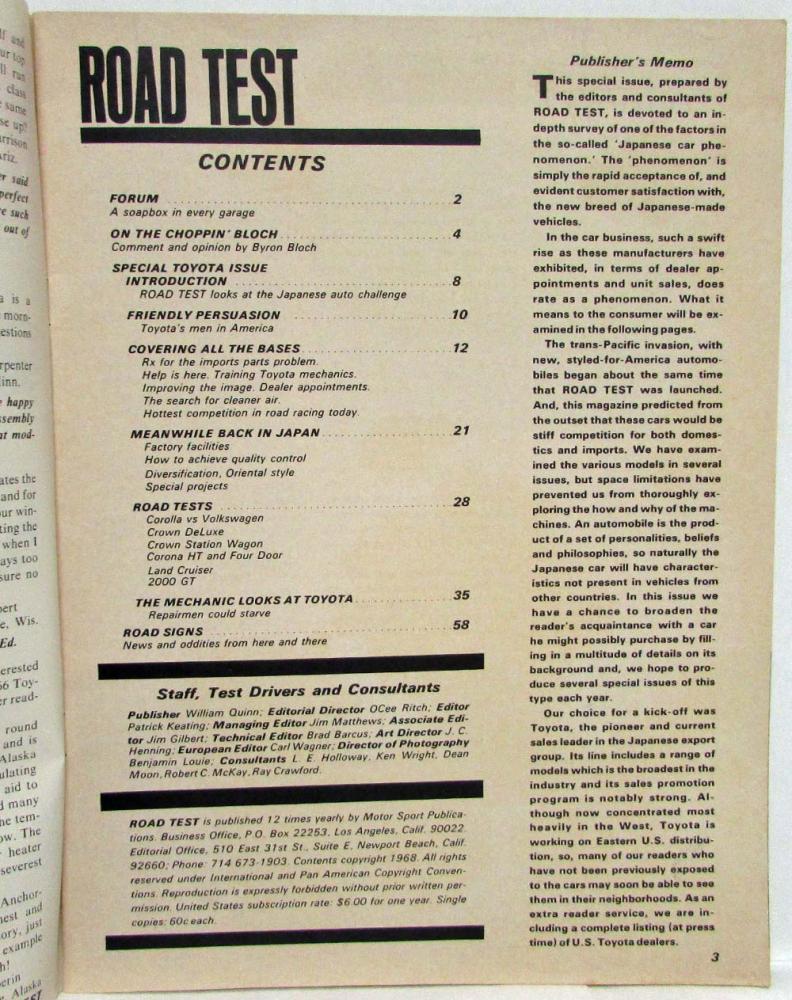 ROAD TEST
CONTENTS
FORUM 2
A soapbox in every garage
ON THE CHOPPIN' BLOCH 4
Comment and opinion by Byron Bloch
SPECIAL TOYOTA ISSUE
INTRODUCTION 8
ROAD TEST looks at the Japanese auto challenge
FRIENDLY PERSUASION 10
Toyota's men in America
COVERING ALL THE BASES 12
Rx for the imports parts problem.
Help is here. Training Toyota mechanics.
Improving the image. Dealer appointments.
The search for cleaner air.
Hottest competition in road racing today.
MEANWHILE BACK IN JAPAN 21
Factory facilities
How to achieve quality control
Diversification, Oriental style
Special projects
ROAD TESTS 28
Corolla vs Volkswagen
Crown DeLuxe
Crown Station Wagon
Corona HT and Four Door
Land Cruiser
2000 GT
THE MECHANIC LOOKS AT TOYOTA 35
Repairmen could starve
ROAD SIGNS 58
News and oddities from here and there
Staff, Test Drivers and Consultants
Publisher William Quinn; Editorial Director OCee Ritch; Editor
Patrick Keating; Managing Editor Jim Matthews; Associate Edi-
tor Jim Gilbert; Technical Editor Brad Barcus; Art Director J. C.
Henning; European Editor Carl Wagner; Director of Photography
Benjamin Louie; Consultants L. E. Holloway, Ken Wright, Dean
Moon, Robert C. McKay, Ray Crawford.
ROAD TEST is published 12 times yearly by Motor Sport Publica-
tions. Business Office, P.O. Box 22253, Los Angeles, Calif. 90022.
Editorial Office, 510 East 31st St., Suite E, Newport Beach, Calif.
92660; Phone: 714 673-1903. Contents copyright 1968. All rights
reserved under International and Pan American Copyright Conven-
tions. Reproduction is expressly forbidden without prior written per-
mission. United States subscription rate: $6.00 for one year. Single
copies: 60c each.
Publisher's Memo
This special issue, prepared by
the editors and consultants of
ROAD TEST, is devoted to an in-
depth survey of one of the factors in
the so-called 'Japanese car phe-
nomenon.' The 'phenomenon' is
simply the rapid acceptance of, and
evident customer satisfaction with,
the new breed of Japanese-made
vehicles.
In the car business, such a swift
rise as these manufacturers have
exhibited, in terms of dealer ap-
pointments and unit sales, does
rate as a phenomenon. What it
means to the consumer will be ex-
amined in the following pages.
The trans-Pacific invasion, with
new, styled-for-America automo-
biles began about the same time
that ROAD TEST was launched.
And, this magazine predicted from
the outset that these cars would be
stiff competition for both domes-
tics and imports. We have exam-
ined the various models in several
issues, but space limitations have
prevented us from thoroughly ex-
ploring the how and why of the ma-
chines. An automobile is the prod-
uct of a set of personalities, beliefs
and philosophies, so naturally the
Japanese car will have character-
istics not present in vehicles from
other countries. In this issue we
have a chance to broaden the
reader's acquaintance with a car
he might possibly purchase by fill-
ing in a multitude of details on its
background and, we hope to pro-
duce several special issues of this
type each year.
Our choice for a kick-off was
Toyota, the pioneer and current
sales leader in the Japanese export
group. Its line includes a range of
models which is the broadest in the
industry and its sales promotion
program is notably strong. Al-
though now concentrated most
heavily in the West, Toyota is
working on Eastern U.S. distribu-
tion, so, many of our readers who
have not been previously exposed
to the cars may soon be able to see
them in their neighborhoods. As an
extra reader service, we are in-
cluding a complete listing (at press
time) of U.S. Toyota dealers.
3